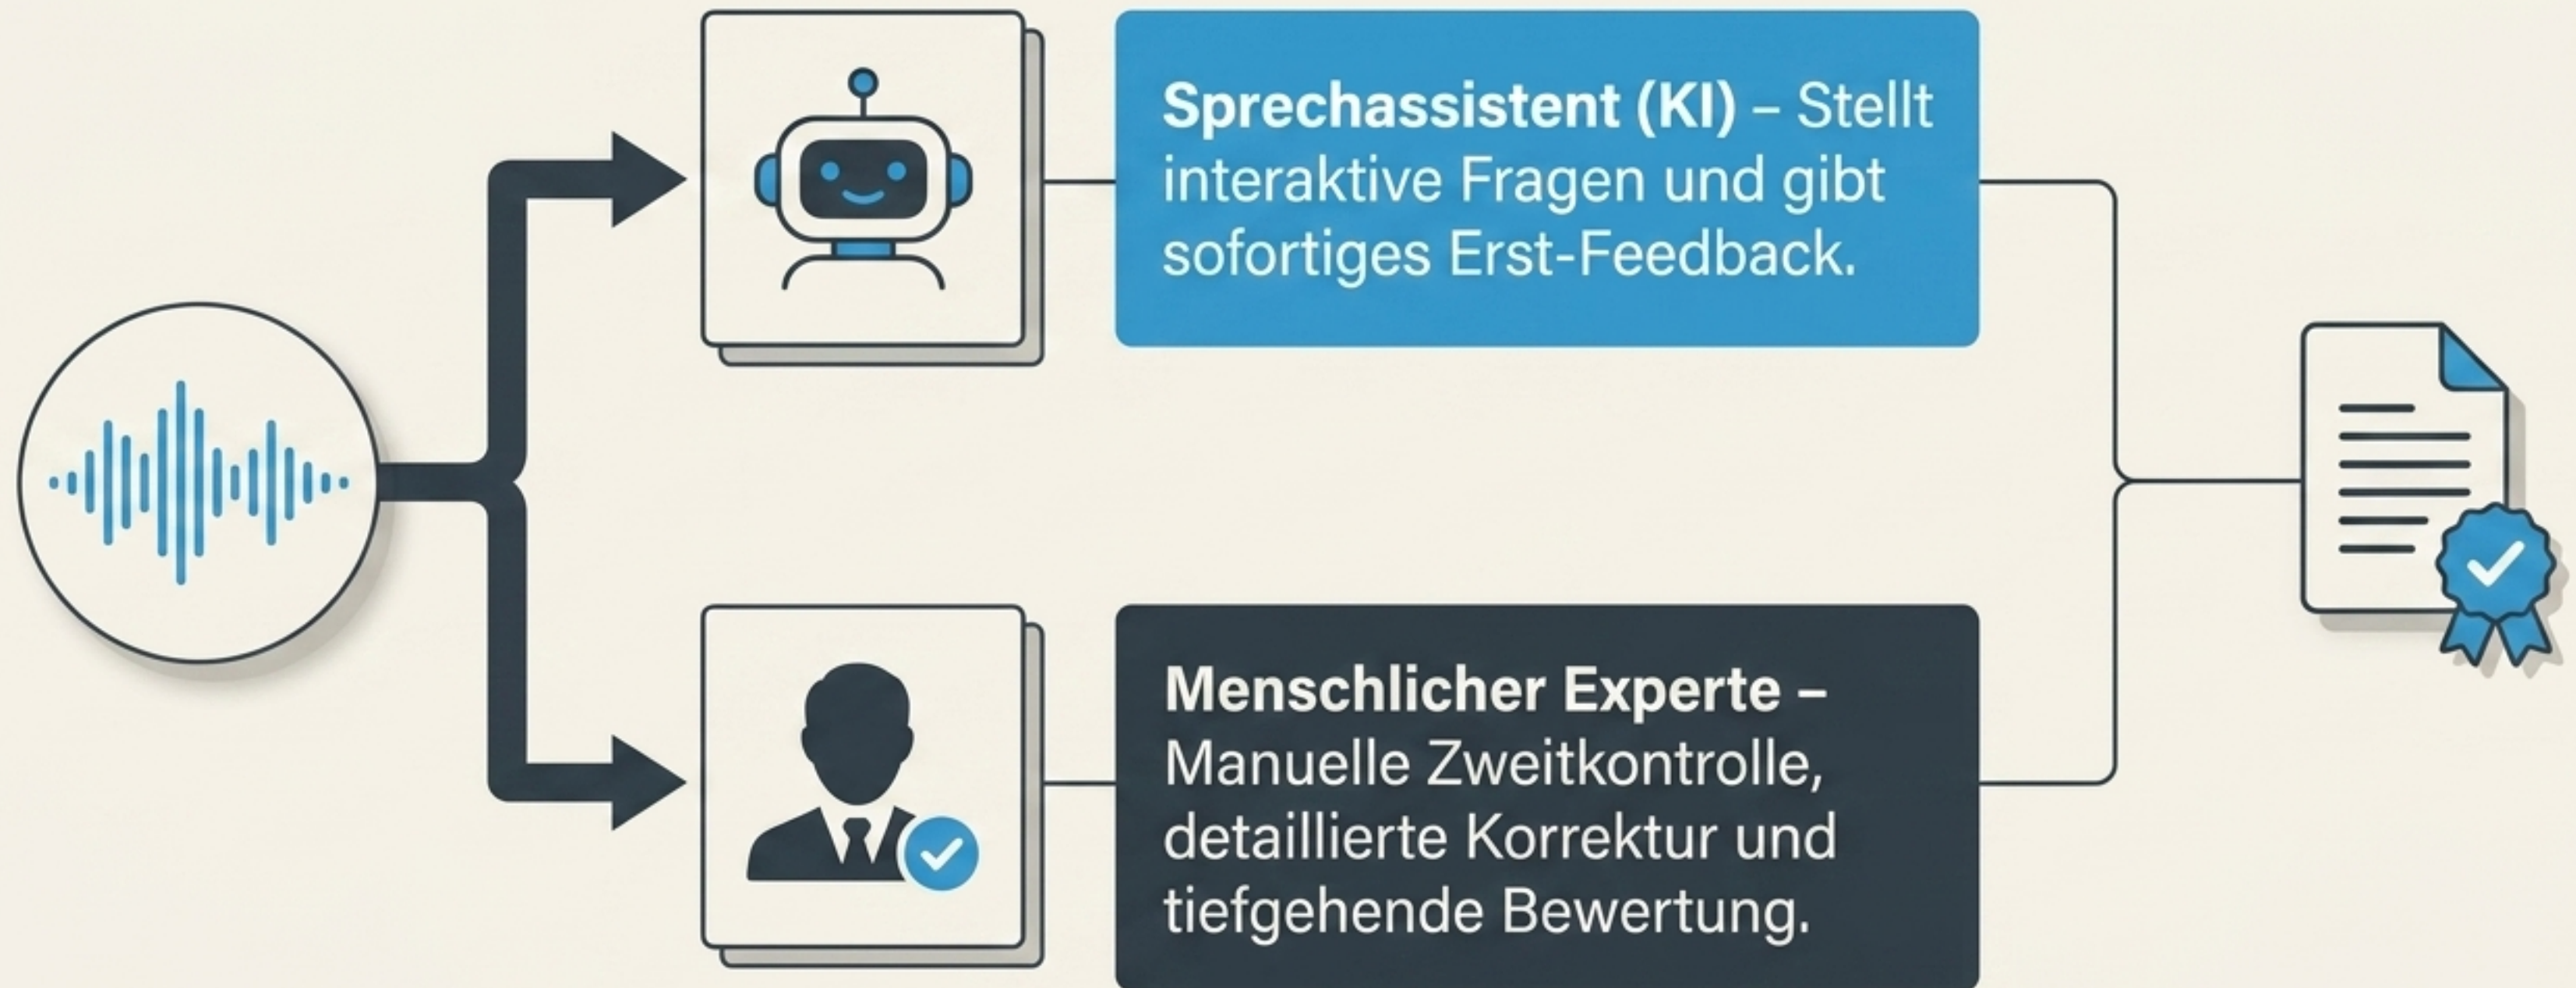 Sprechassistent (KI) – Stellt
interaktive Fragen und gibt
sofortiges Erst-Feedback.
Menschlicher Experte –
Manuelle Zweitkontrolle,
detaillierte Korrektur und
tiefgehende Bewertung.